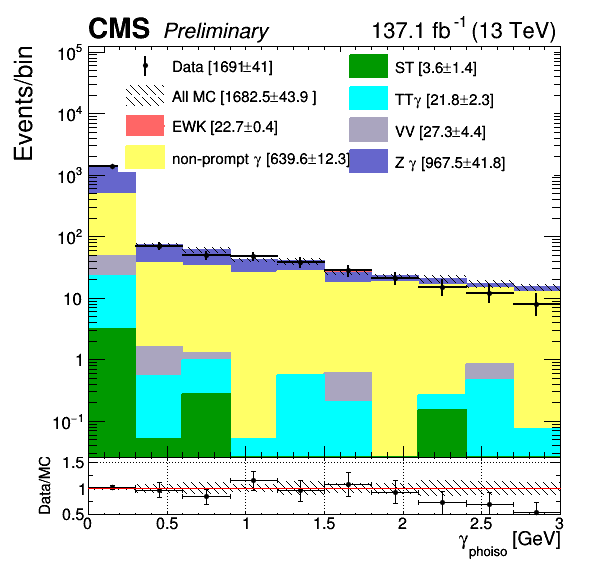 CMS Preliminary 137.1 fb⁻¹ (13 TeV)
Events/bin
10⁵
10⁴
10³
10²
10
1
10⁻¹
Data [1691±41]
All MC [1682.5±43.9 ]
EWK [22.7±0.4]
non-prompt γ [639.6±12.3]
ST [3.6±1.4]
TTγ [21.8±2.3]
VV [27.3±4.4]
Z γ [967.5±41.8]
Data/MC
1.5
1
0.5
0 0.5 1 1.5 2 2.5 3
γphoiso [GeV]